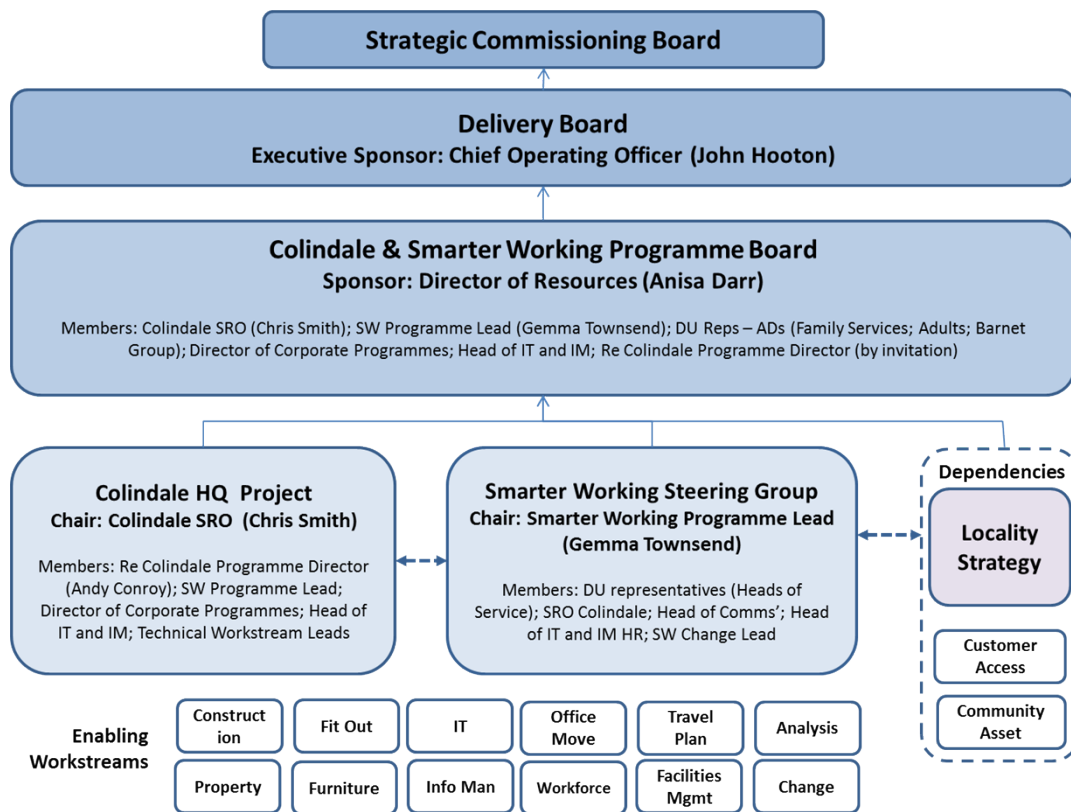 Strategic Commissioning Board
Delivery Board
Executive Sponsor: Chief Operating Officer (John Hooton)
Colindale & Smarter Working Programme Board
Sponsor: Director of Resources (Anisa Darr)
Members: Colindale SRO (Chris Smith); SW Programme Lead (Gemma Townsend); DU Reps – ADs (Family Services; Adults; Barnet
Group); Director of Corporate Programmes; Head of IT and IM; Re Colindale Programme Director (by invitation)
Colindale HQ Project
Chair: Colindale SRO (Chris Smith)
Members: Re Colindale Programme Director
(Andy Conroy); SW Programme Lead;
Director of Corporate Programmes; Head of
IT and IM; Technical Workstream Leads
Smarter Working Steering Group
Chair: Smarter Working Programme Lead
(Gemma Townsend)
Members: DU representatives (Heads of
Service); SRO Colindale; Head of Comms’; Head
of IT and IM HR; SW Change Lead
Dependencies
Locality
Strategy
Customer
Access
Community
Asset
Enabling
Workstreams
Construct
ion
Fit Out
IT
Office
Move
Travel
Plan
Analysis
Property
Furniture
Info Man
Workforce
Facilities
Mgmt
Change